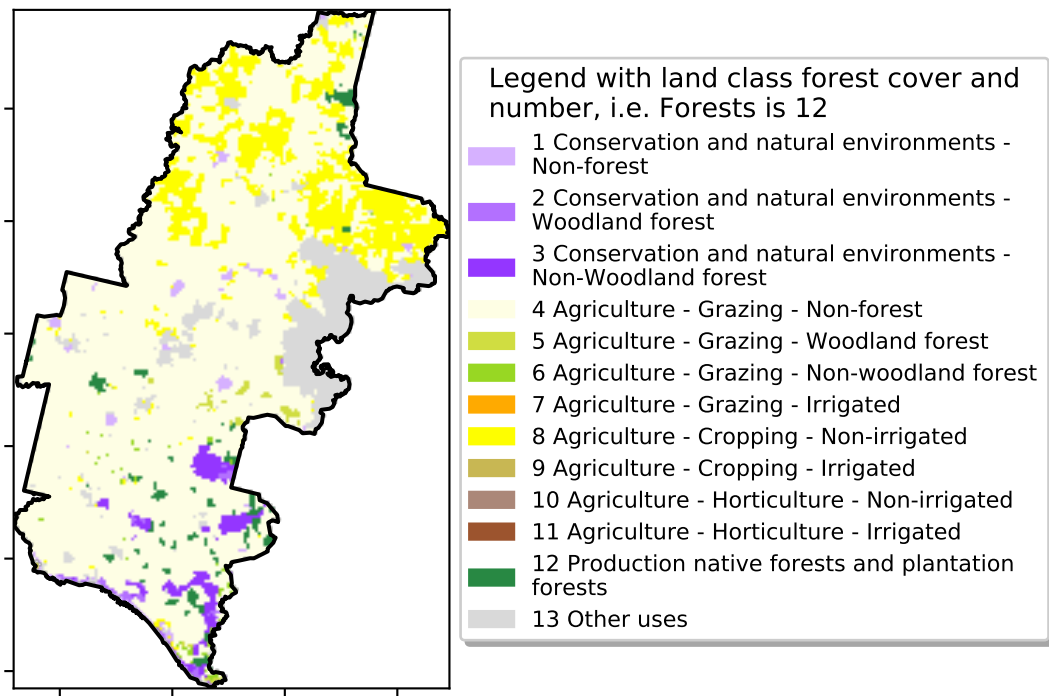 Legend with land class forest cover and
number, i.e. Forests is 12
1 Conservation and natural environments -
Non-forest
2 Conservation and natural environments -
Woodland forest
3 Conservation and natural environments -
Non-Woodland forest
4 Agriculture - Grazing - Non-forest
5 Agriculture - Grazing - Woodland forest
6 Agriculture - Grazing - Non-woodland forest
7 Agriculture - Grazing - Irrigated
8 Agriculture - Cropping - Non-irrigated
9 Agriculture - Cropping - Irrigated
10 Agriculture - Horticulture - Non-irrigated
11 Agriculture - Horticulture - Irrigated
12 Production native forests and plantation
forests
13 Other uses